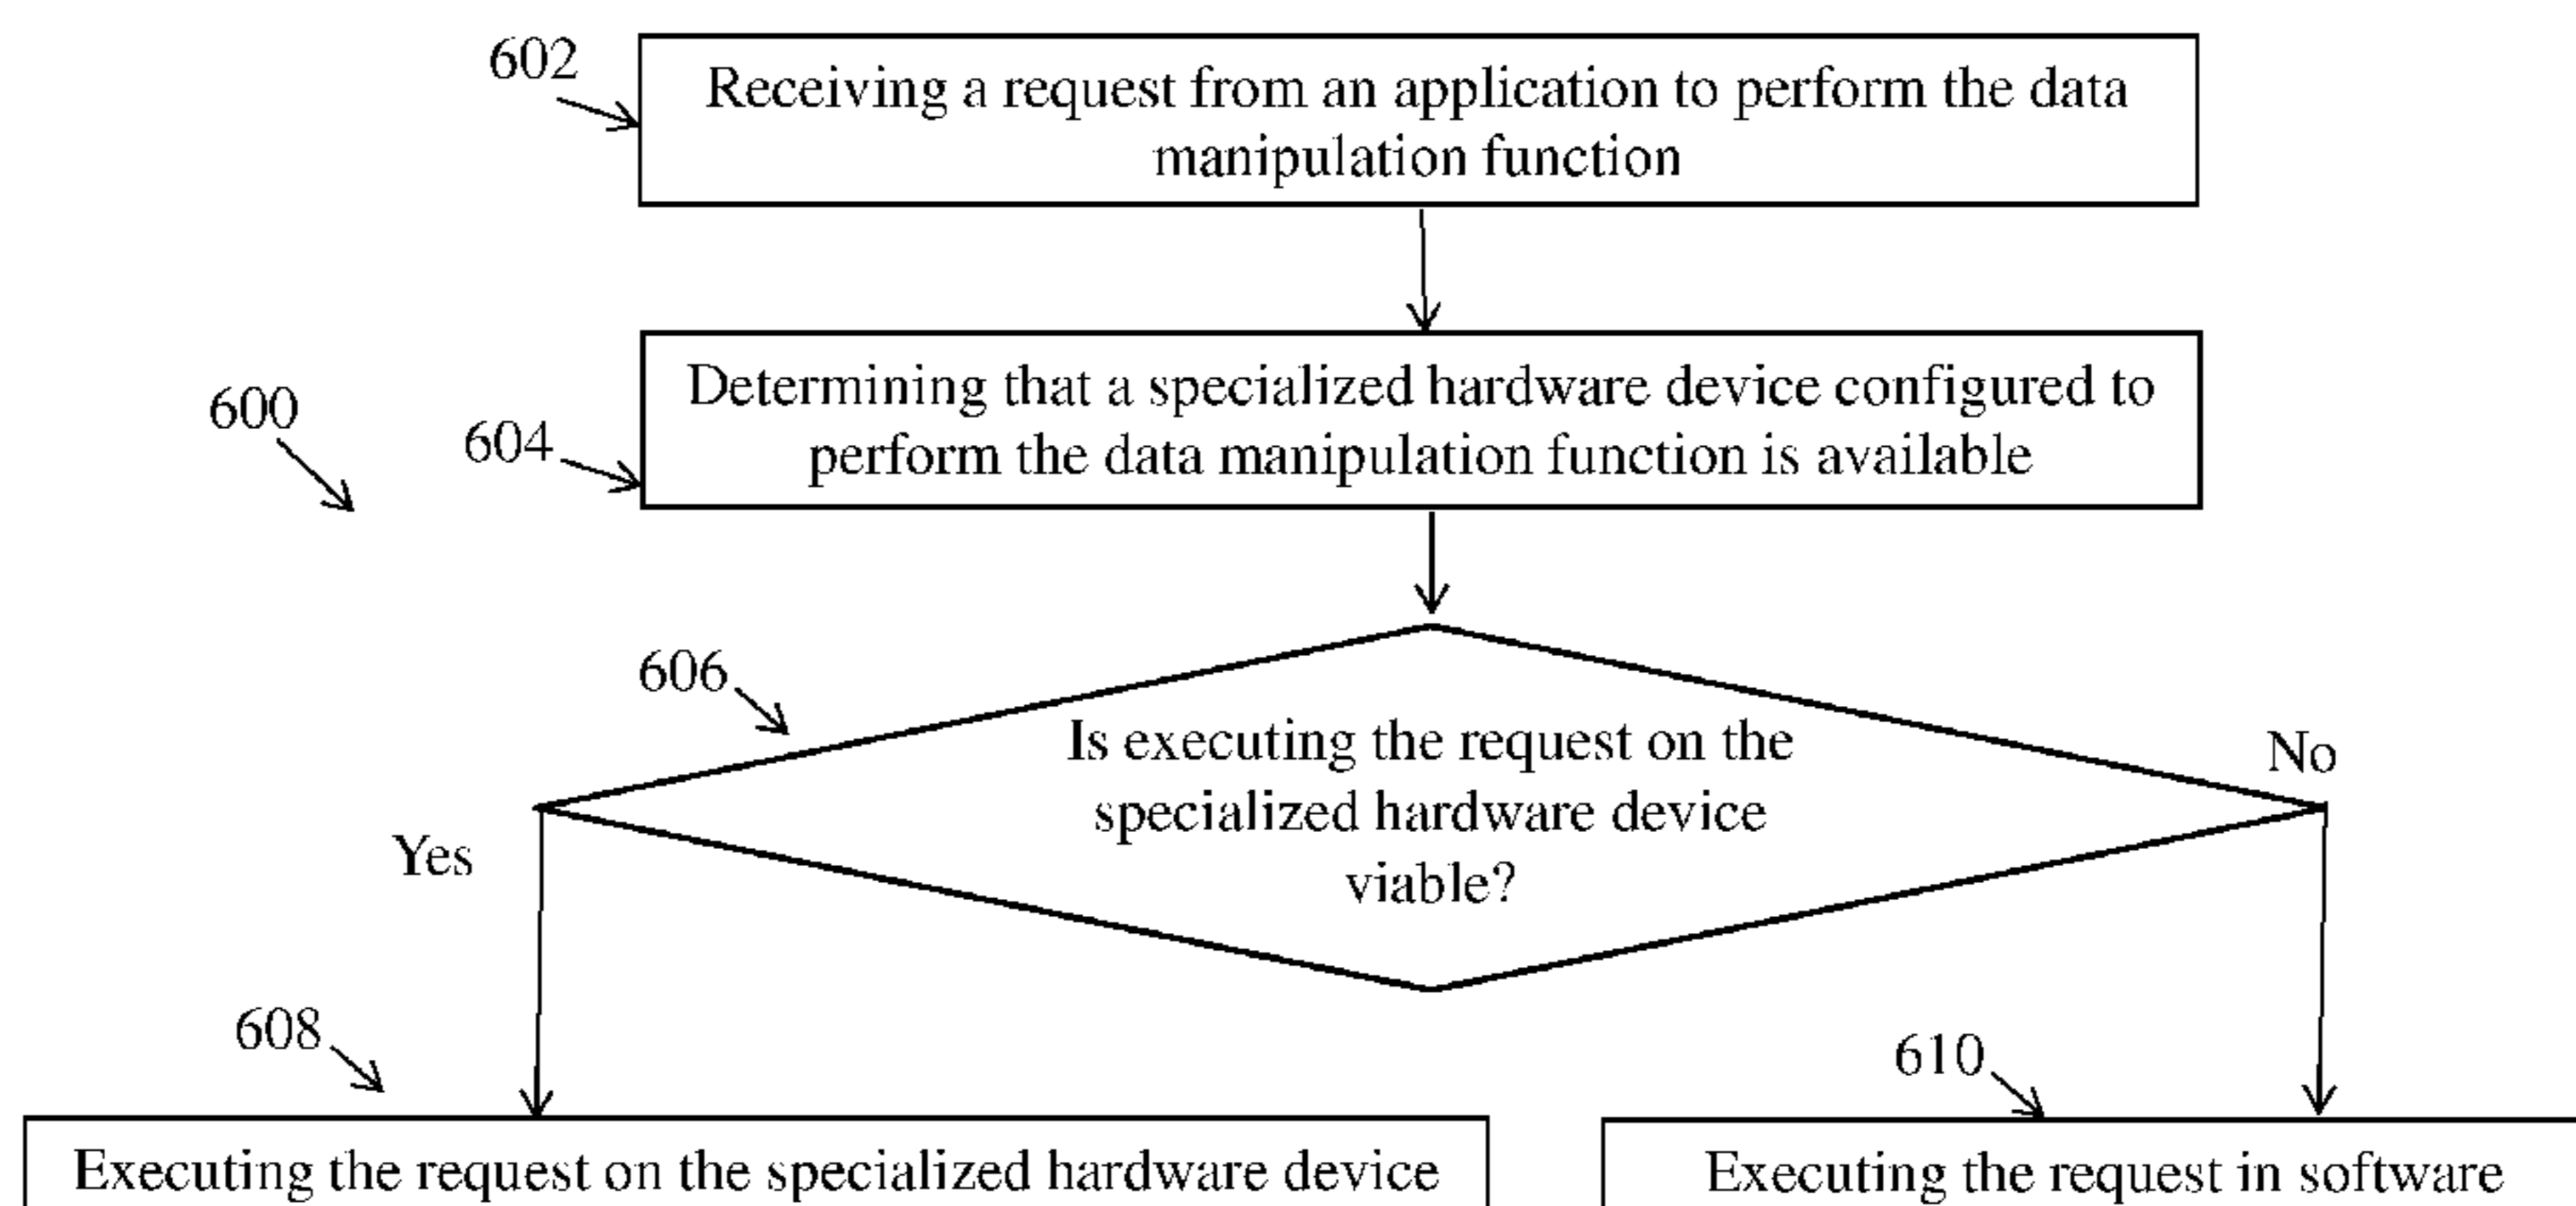 602
Receiving a request from an application to perform the data
manipulation function
600
604
Determining that a specialized hardware device configured to
perform the data manipulation function is available
606
Is executing the request on the
specialized hardware device
viable?
No
Yes
608
610
Executing the request on the specialized hardware device
Executing the request in software